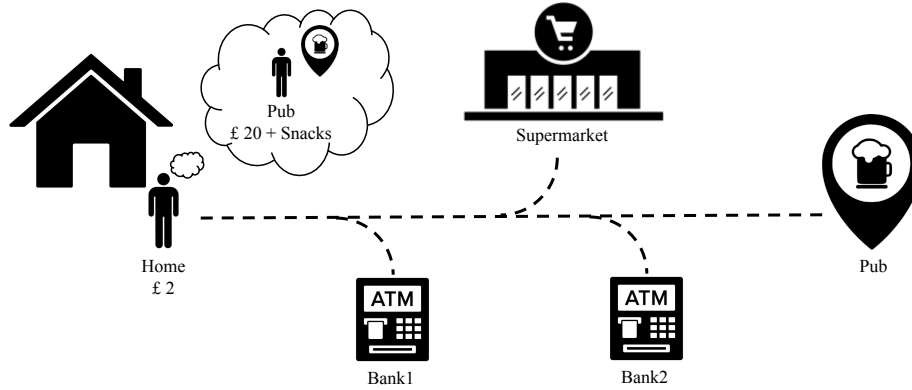 Pub
£ 20 + Snacks
Supermarket
Home
£ 2
Pub
ATM
ATM
Bank1
Bank2